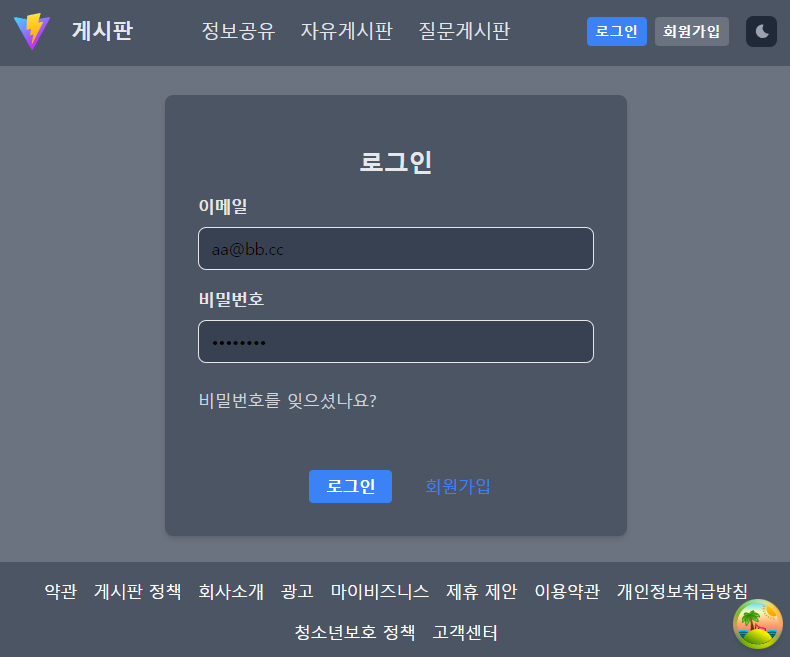 게시판 정보공유 자유게시판 질문게시판 로그인 회원가입
로그인
이메일
aa@bb.cc
비밀번호
••••••••
비밀번호를 잊으셨나요?
로그인 회원가입
약관 게시판 정책 회사소개 광고 마이비즈니스 제휴 제안 이용약관 개인정보취급방침
청소년보호 정책 고객센터